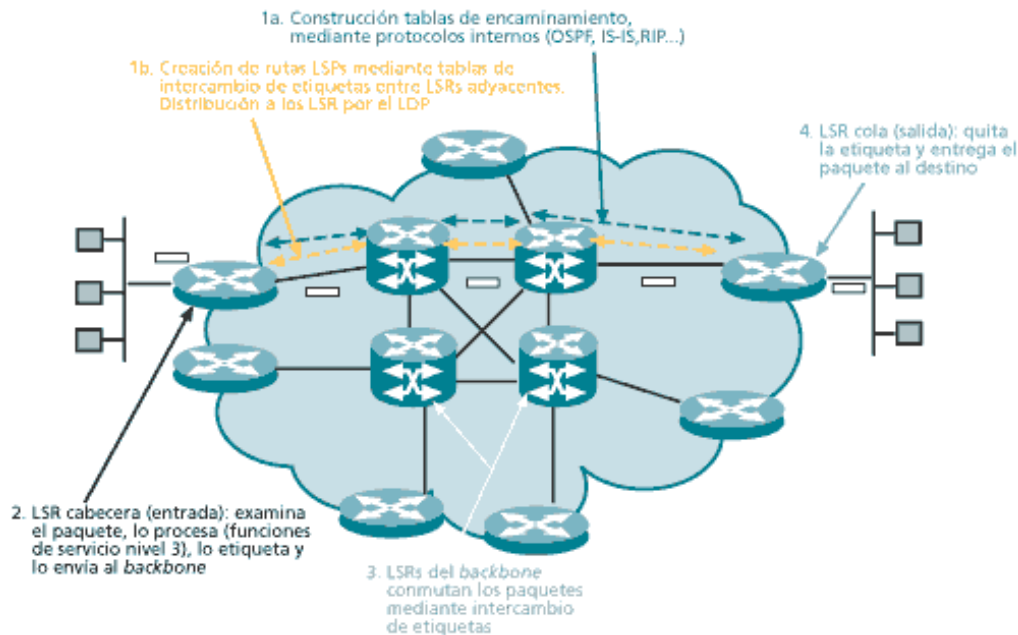 1a. Construcción tablas de encaminamiento,
mediante protocolos internos (OSPF, IS-IS,RIP...)
1b. Creación de rutas LSPs mediante tablas de
intercambio de etiquetas entre LSRs adyacentes.
Distribución a los LSR por el LDP
4. LSR cola (salida): quita
la etiqueta y entrega el
paquete al destino
2. LSR cabecera (entrada): examina
el paquete, lo procesa (funciones
de servicio nivel 3), lo etiqueta y
lo envía al backbone
3. LSRs del backbone
conmutan los paquetes
mediante intercambio
de etiquetas